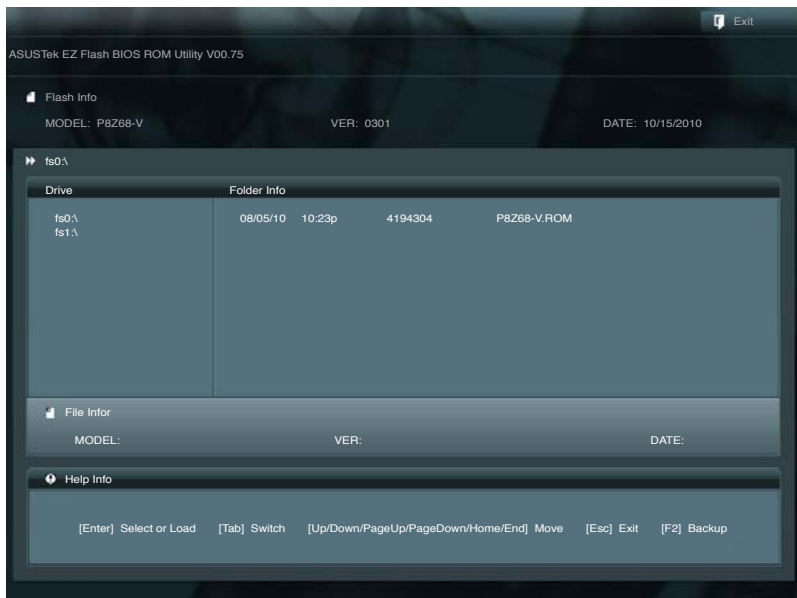 Exit
ASUSTek EZ Flash BIOS ROM Utility V00.75
Flash Info
MODEL: P8Z68-V VER: 0301 DATE: 10/15/2010
fs0:\
Drive Folder Info
fs0:\ 08/05/10 10:23p 4194304 P8Z68-V.ROM
fs1:\
File Infor
MODEL: VER: DATE:
Help Info
[Enter] Select or Load [Tab] Switch [Up/Down/PageUp/PageDown/Home/End] Move [Esc] Exit [F2] Backup